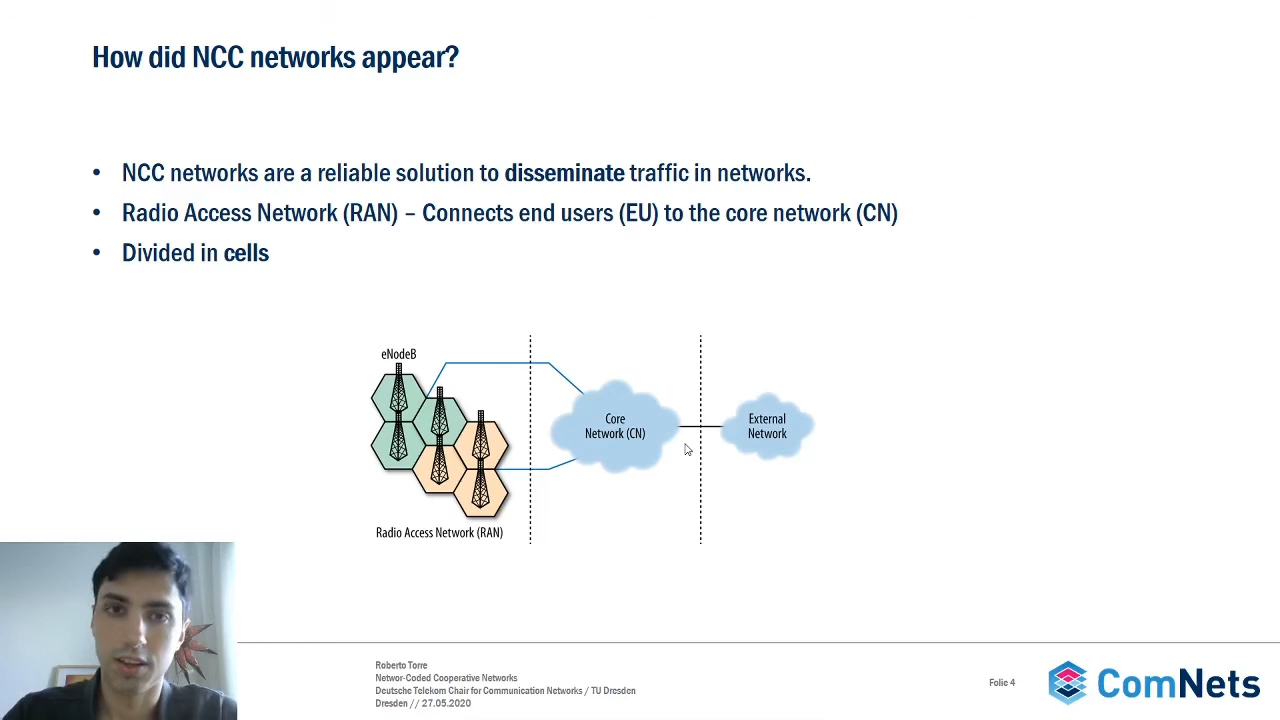 How did NCC networks appear?
• NCC networks are a reliable solution to disseminate traffic in networks.
• Radio Access Network (RAN) – Connects end users (EU) to the core network (CN)
• Divided in cells
eNodeB
Core
Network (CN)
External
Network
Radio Access Network (RAN)
Roberto Torre
Networ-Coded Cooperative Networks
Deutsche Telekom Chair for Communication Networks / TU Dresden
Dresden // 27.05.2020
Folie 4
ComNets